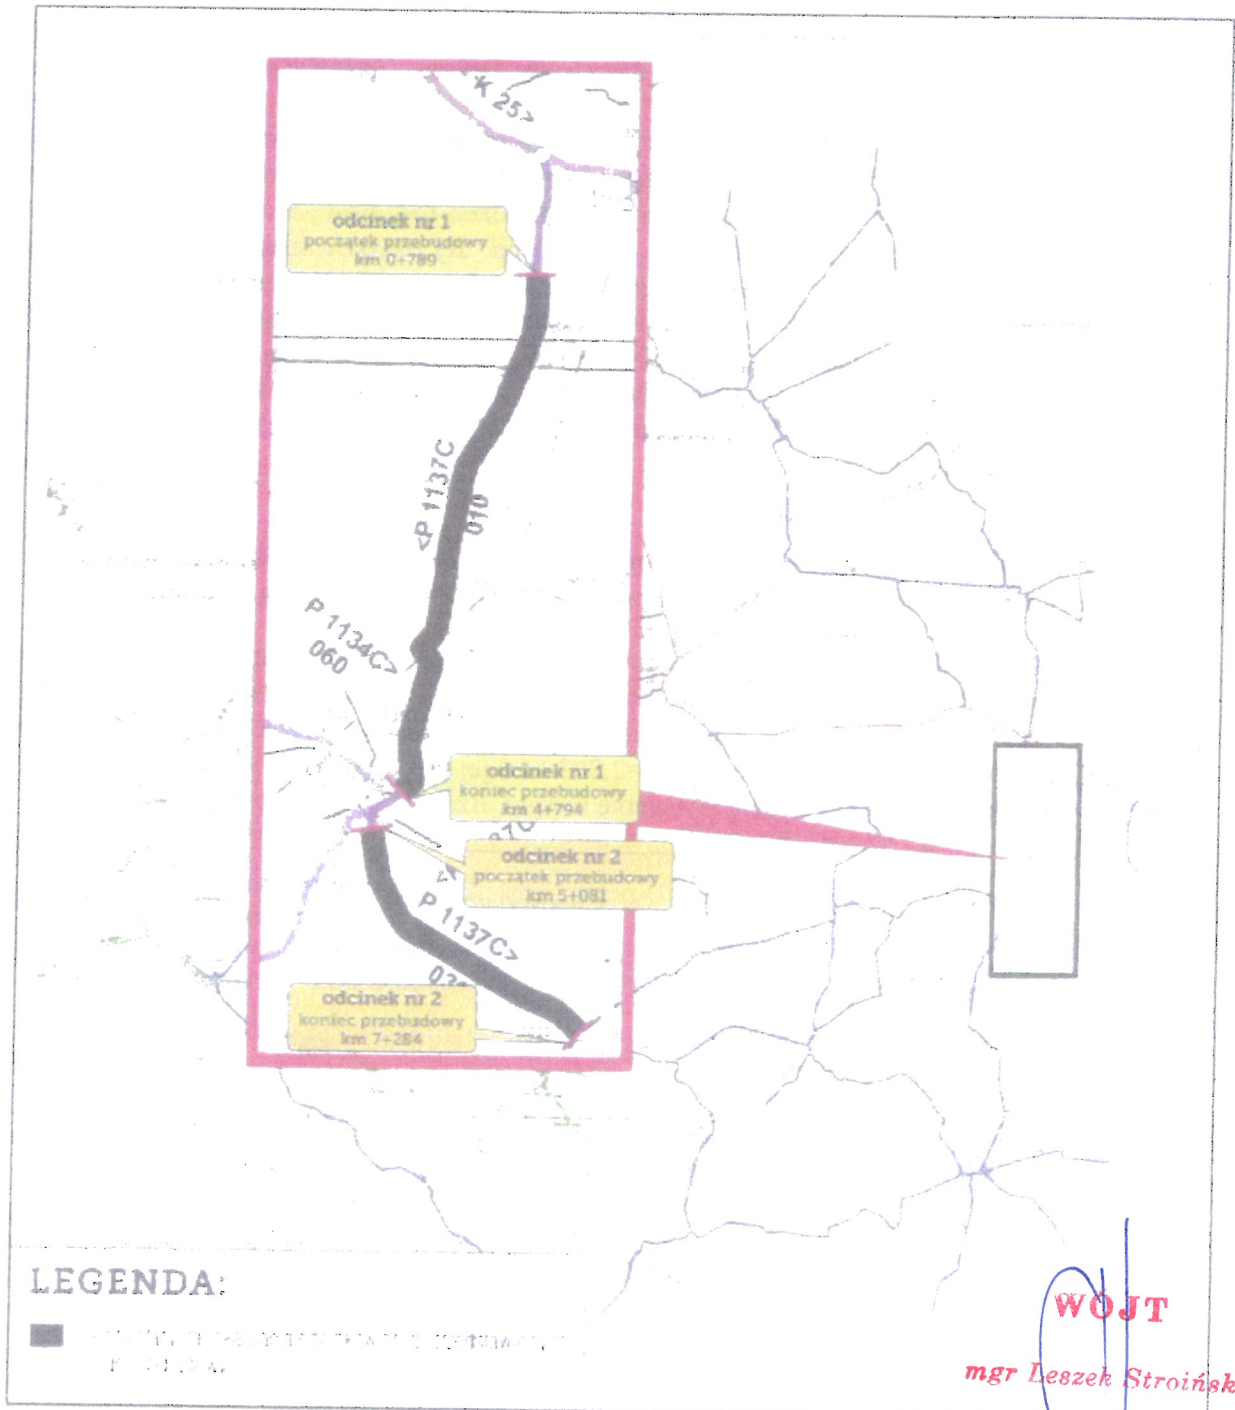 K 25>
odcinek nr 1
początek przebudowy
km 0+789
<P 1137C
010
P 1134C>
060
odcinek nr 1
koniec przebudowy
km 4+794
odcinek nr 2
początek przebudowy
km 5+081
P 1137C>
odcinek nr 2
koniec przebudowy
km 7+284
LEGENDA:
WÓJT
mgr Leszek Stroińsk